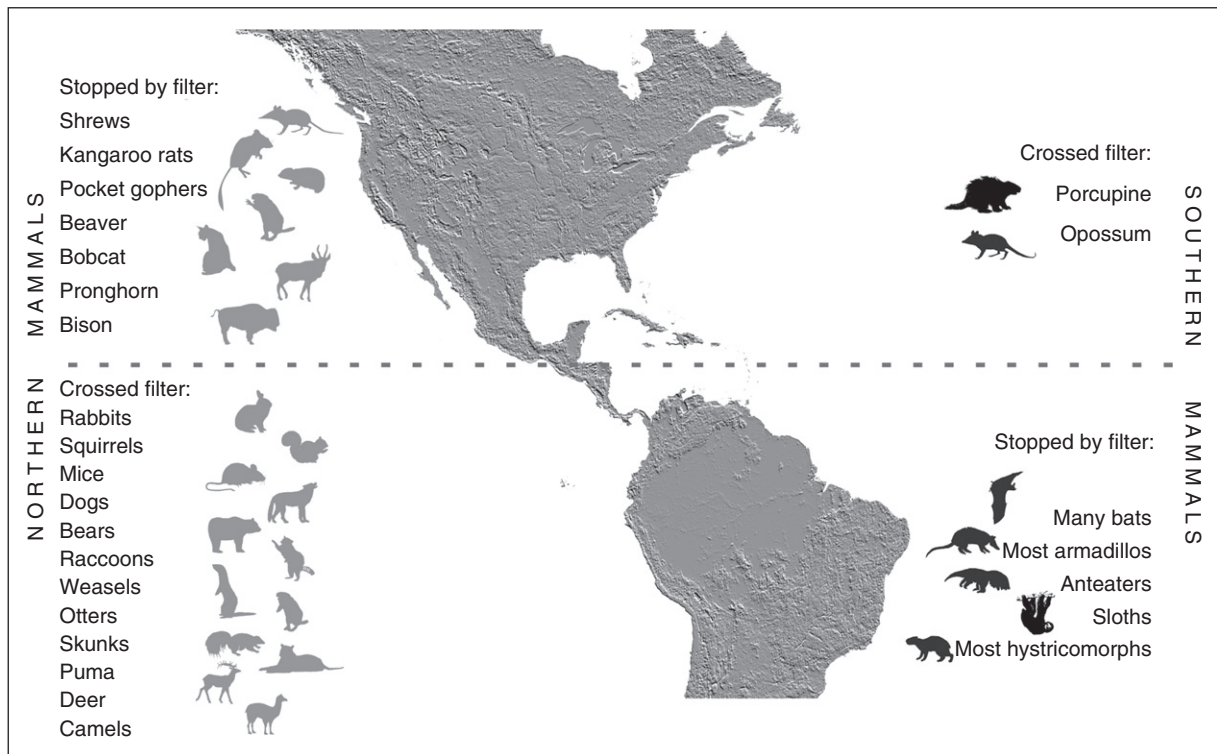 NORTHERN MAMMALS
Stopped by filter:
Shrews
Kangaroo rats
Pocket gophers
Beaver
Bobcat
Pronghorn
Bison
Crossed filter:
Rabbits
Squirrels
Mice
Dogs
Bears
Raccoons
Weasels
Otters
Skunks
Puma
Deer
Camels
SOUTHERN MAMMALS
Crossed filter:
Porcupine
Opossum
Stopped by filter:
Many bats
Most armadillos
Anteaters
Sloths
Most hystricomorphs